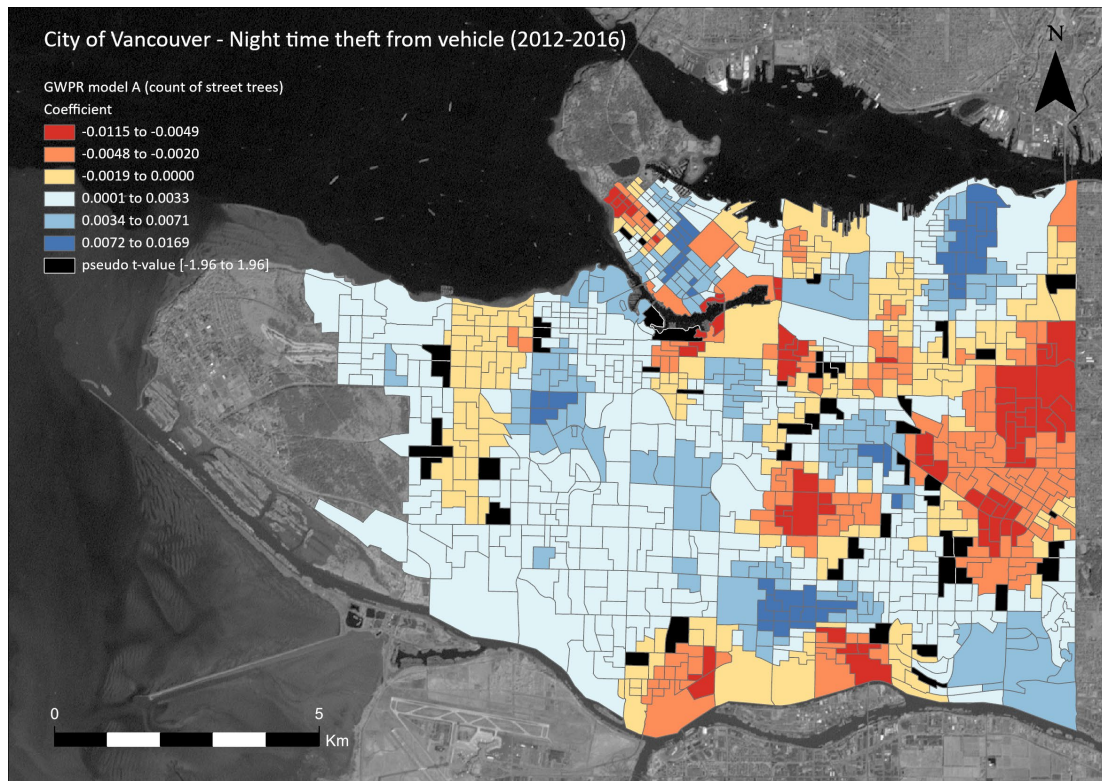 City of Vancouver - Night time theft from vehicle (2012-2016)
N
GWPR model A (count of street trees)
Coefficient
-0.0115 to -0.0049
-0.0048 to -0.0020
-0.0019 to 0.0000
0.0001 to 0.0033
0.0034 to 0.0071
0.0072 to 0.0169
pseudo t-value [-1.96 to 1.96]
0 5
Km